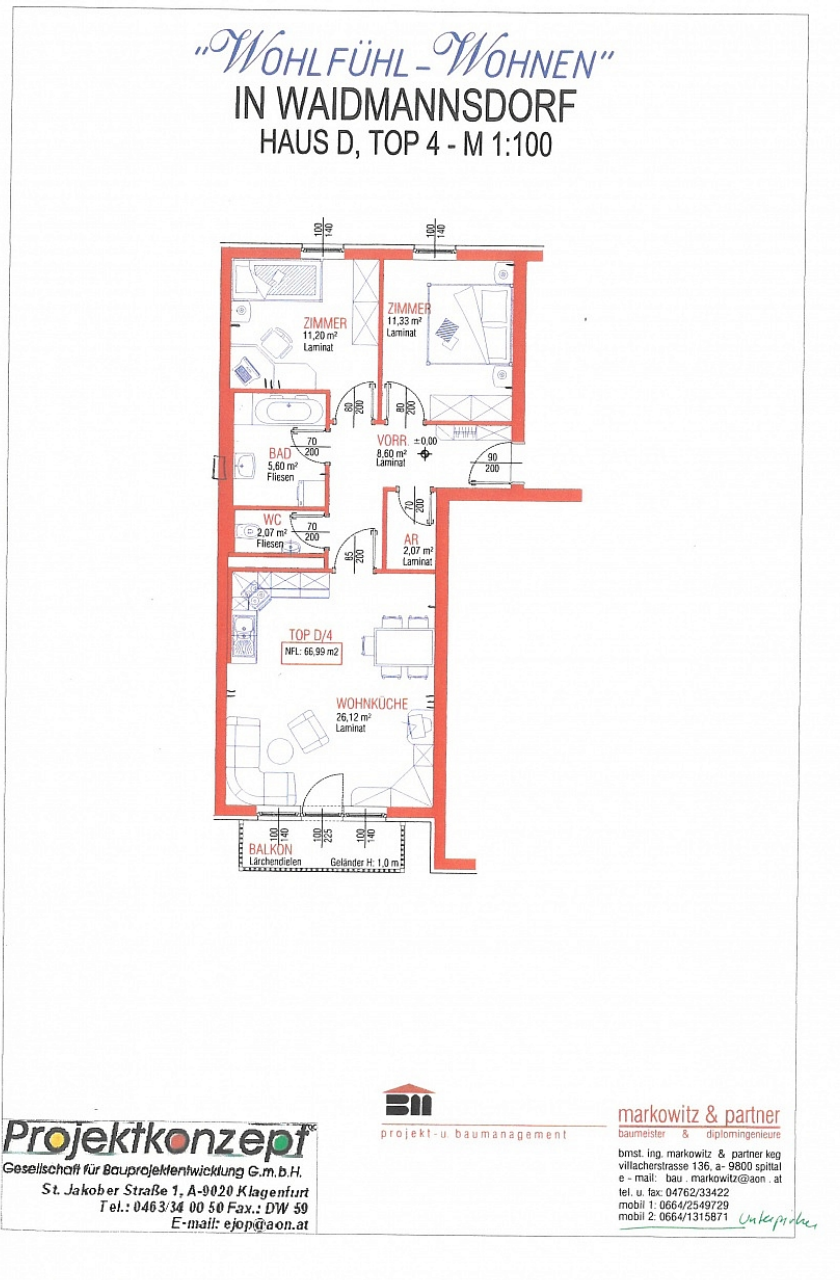 "WOHLFÜHL-WOHNEN"
IN WAIDMANNSDORF
HAUS D, TOP 4 - M 1:100
100
140
100
140
ZIMMER
11,20 m²
Laminat
ZIMMER
11,33 m²
Laminat
80
200
80
200
BAD
5,60 m²
Fliesen
70
200
VORR.
8,60 m²
Laminat
±0,00
90
200
WC
2,07 m²
Fliesen
70
200
85
200
70
200
AR
2,07 m²
Laminat
TOP D/4
NFL: 66,99 m2
WOHNKÜCHE
26,12 m²
Laminat
100
140
100
225
100
140
BALKON
Lärchendielen
Geländer H: 1,0 m
BM
projekt-u baumanagement
Projektkonzept
Gesellschaft für Bauprojektentwicklung G.m.b.H.
St. Jakober Straße 1, A-9020 Klagenfurt
Tel.: 0463/34 00 50 Fax.: DW 59
E-mail: ejop@aon.at
markowitz & partner
baumeister & diplomingenieure
bmst. ing. markowitz & partner keg
villacherstrasse 136, a- 9800 spittal
e - mail: bau . markowitz@aon . at
tel. u. fax: 04762/33422
mobil 1: 0664/2549729
mobil 2: 0664/1315871